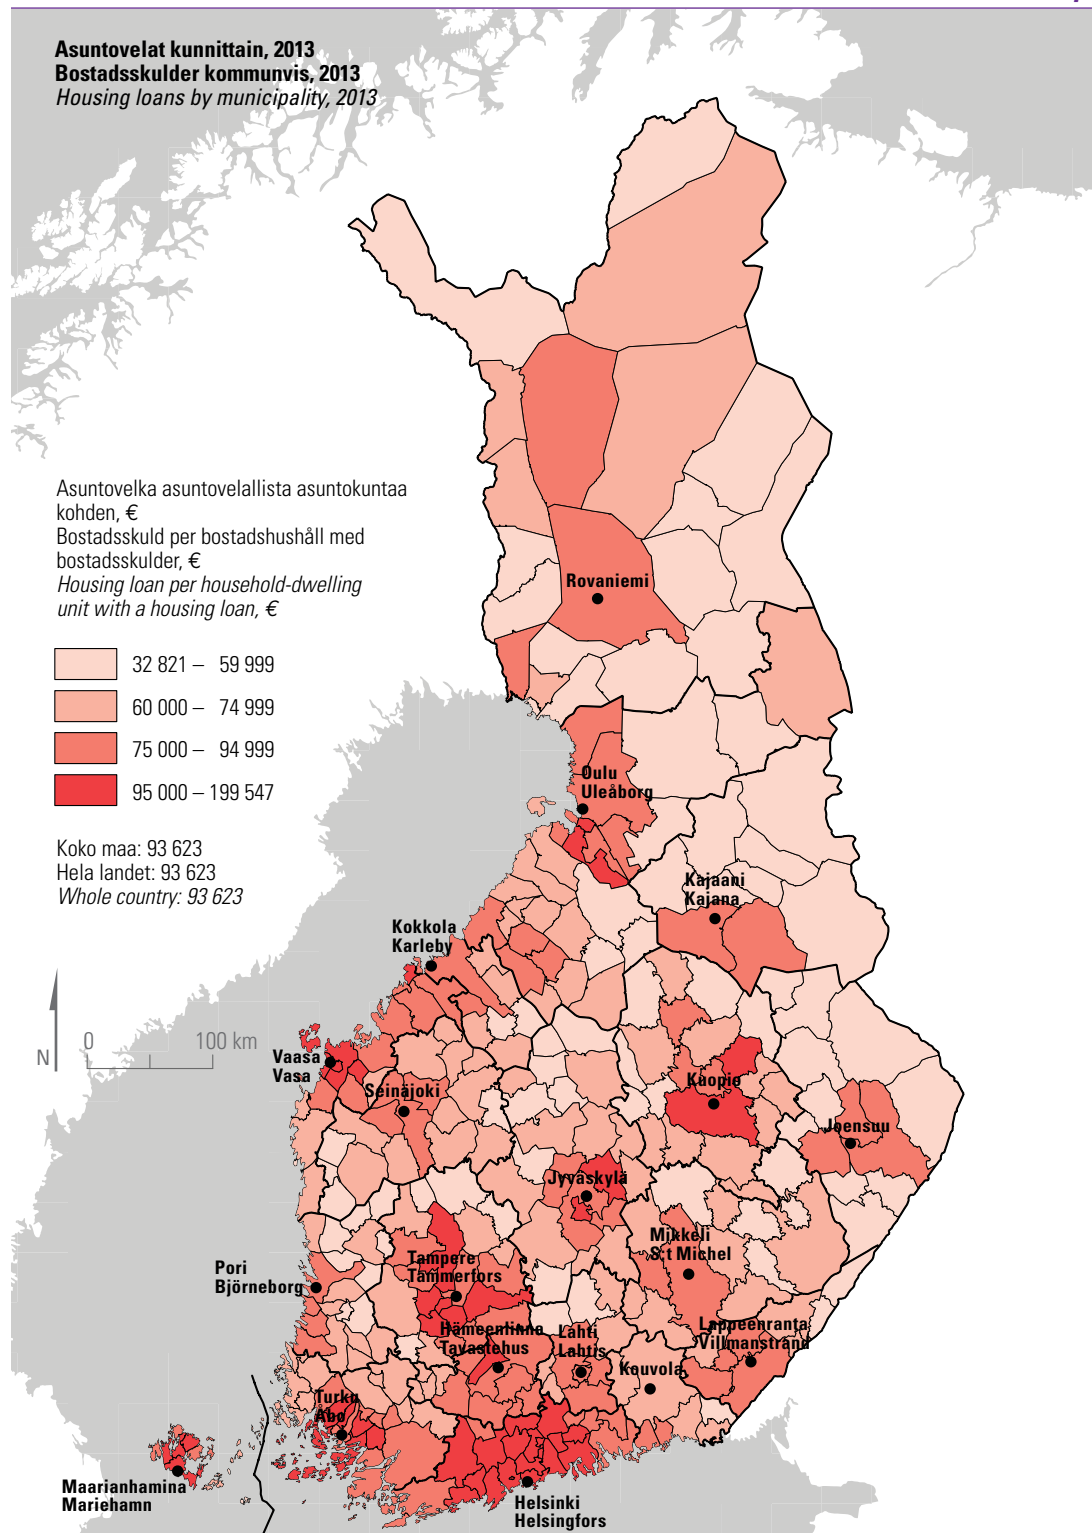 Asuntovelat kunnittain, 2013
Bostadsskulder kommunvis, 2013
Housing loans by municipality, 2013
Asuntovelka asuntovelallista asuntokuntaa
kohden, €
Bostadsskuld per bostadshushåll med
bostadsskulder, €
Housing loan per household-dwelling
unit with a housing loan, €
32 821 – 59 999
60 000 – 74 999
75 000 – 94 999
95 000 – 199 547
Koko maa: 93 623
Hela landet: 93 623
Whole country: 93 623
N
0 100 km
Rovaniemi
Oulu
Uleåborg
Kajaani
Kajana
Kokkola
Karleby
Vaasa
Vasa
Seinäjoki
Kuopio
Joensuu
Jyväskylä
Mikkeli
S:t Michel
Pori
Björneborg
Tampere
Tammerfors
Hämeenlinna
Tavastehus
Lahti
Lahtis
Kouvola
Lappeenranta
Villmanstrand
Turku
Åbo
Maarianhamina
Mariehamn
Helsinki
Helsingfors